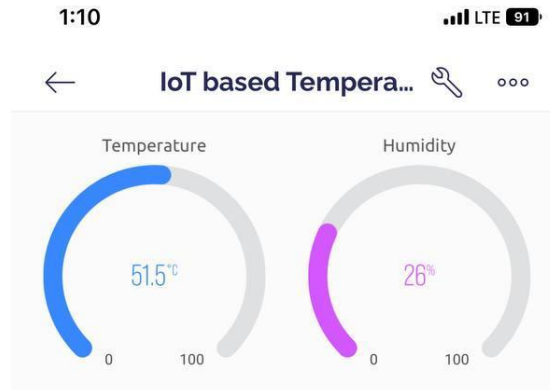 1:10 LTE 91
IoT based Tempera...
Temperature Humidity
51.5°C 26%
0 100 0 100